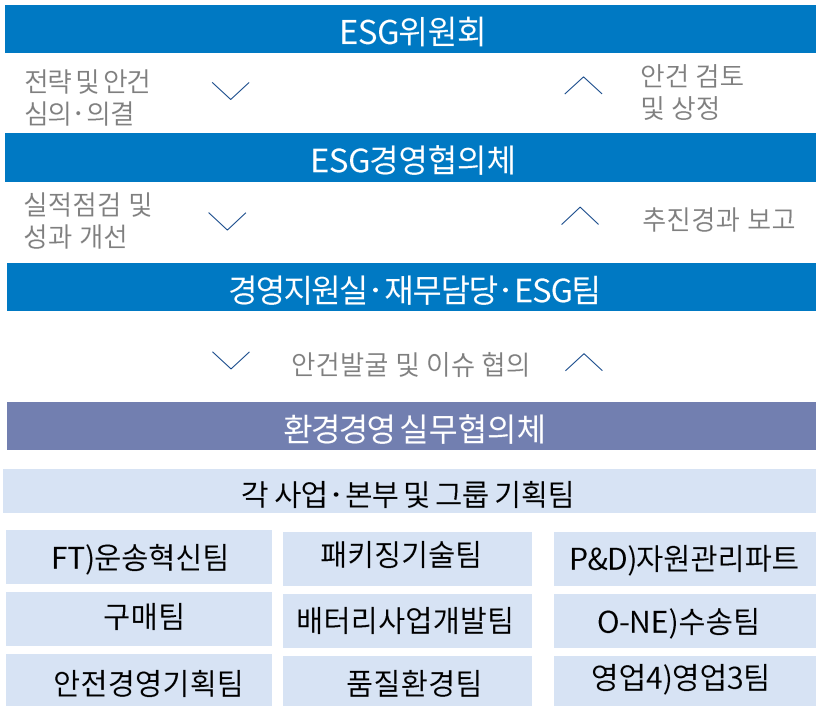 ESG위원회
전략 및 안건
심의·의결
안건 검토
및 상정
ESG경영협의체
실적점검 및
성과 개선
추진경과 보고
경영지원실·재무담당·ESG팀
안건발굴 및 이슈 협의
환경경영 실무협의체
각 사업·본부 및 그룹 기획팀
FT)운송혁신팀
패키징기술팀
P&D)자원관리파트
구매팀
배터리사업개발팀
O-NE)수송팀
안전경영기획팀
품질환경팀
영업4)영업3팀